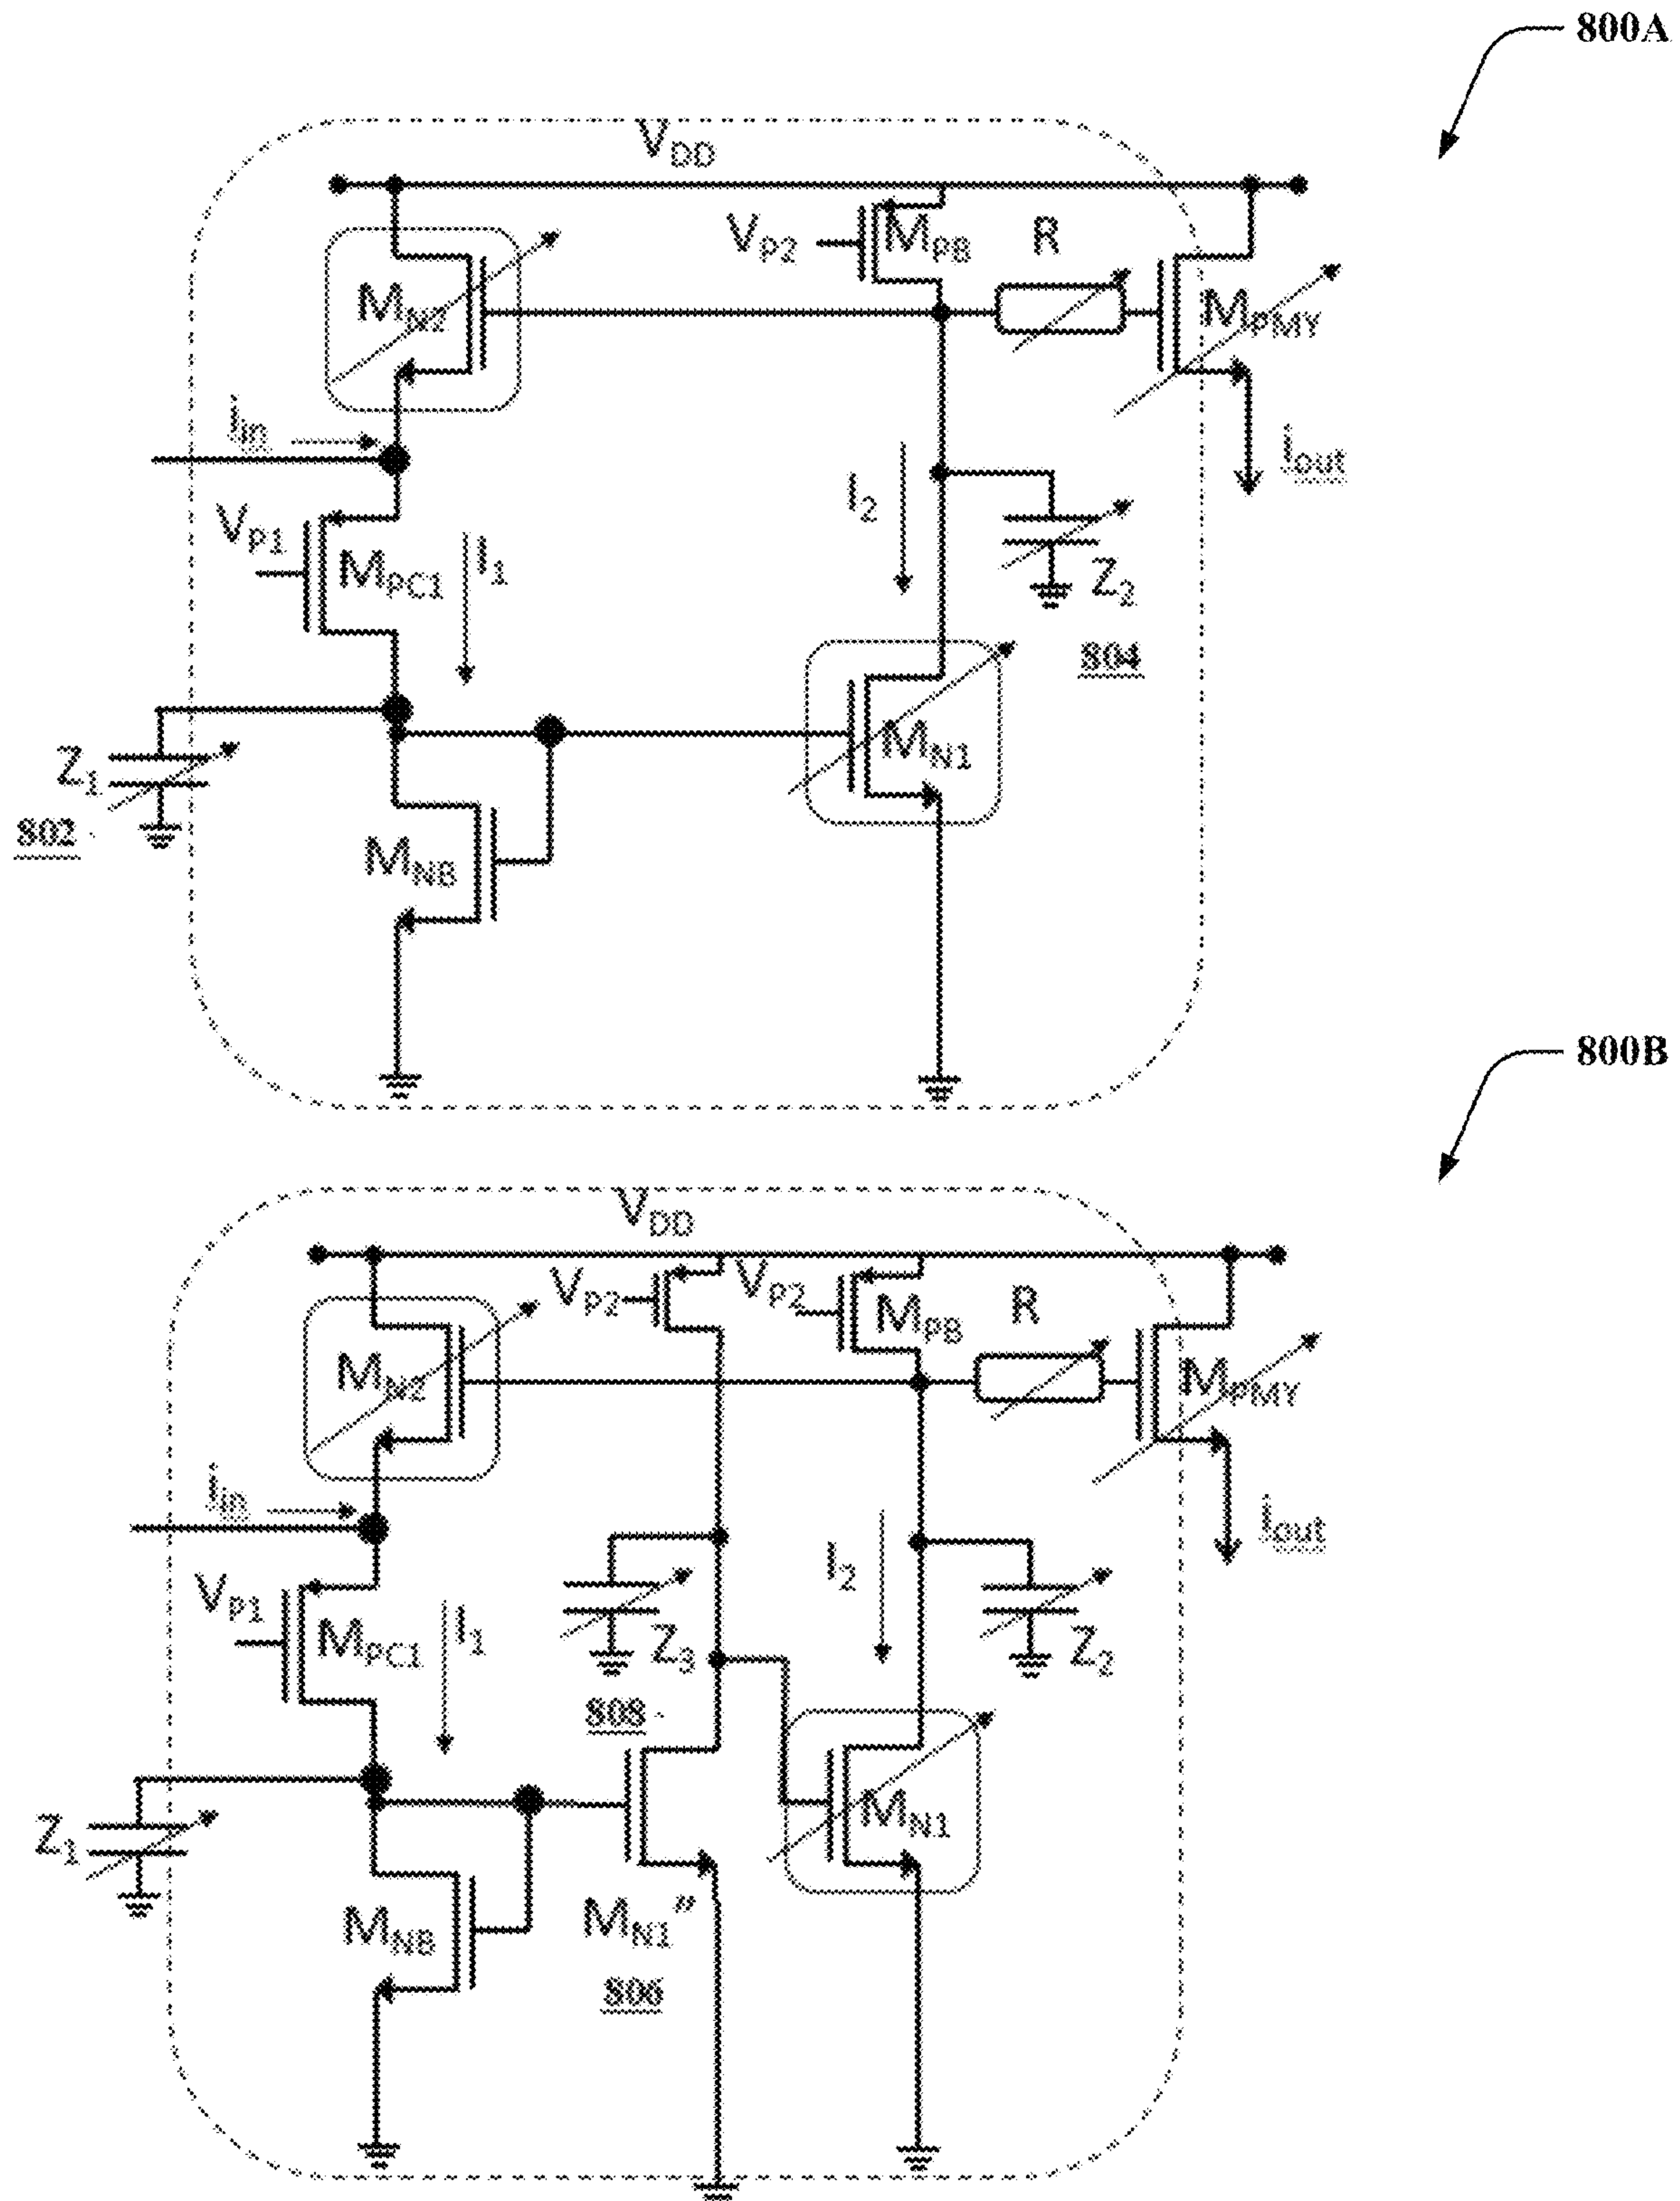 800A
VDD
VP2
MPB
R
MN2
MPMY
iin
iout
VP1
I2
MPC1
I1
Z2
804
Z1
MN1
802
MNB
800B
VDD
VP2
VP2
MPB
R
MN2
MPMY
iin
iout
VP1
I2
MPC1
I1
Z3
Z2
808
Z1
MN1
MNB
MN1”
806